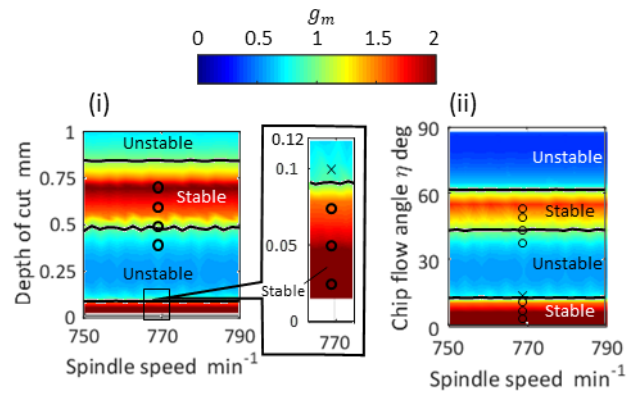 g_m
0 0.5 1 1.5 2
(i)
(ii)
Depth of cut mm
1
0.75
0.5
0.25
0
Unstable
Stable
Unstable
750 770 790
Spindle speed min⁻¹
0.12
0.1
0.05
0
Stable
770
Chip flow angle η deg
90
60
30
0
Unstable
Stable
Unstable
Stable
750 770 790
Spindle speed min⁻¹